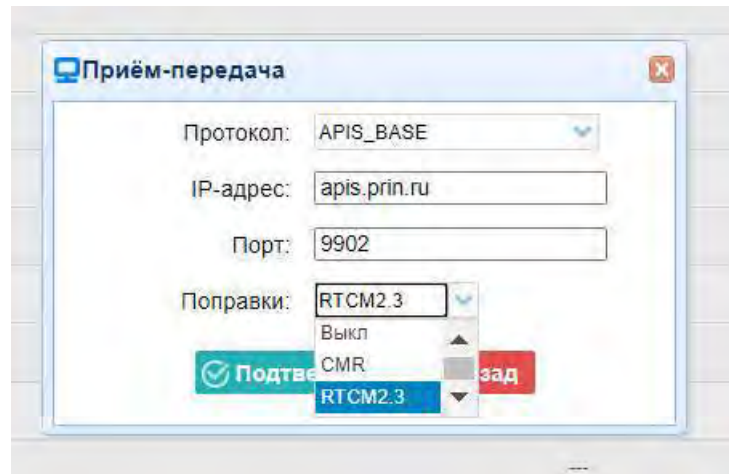 Приём-передача
Протокол: APIS_BASE
IP-адрес: apis.prin.ru
Порт: 9902
Поправки: RTCM2.3
Выкл
CMR
RTCM2.3